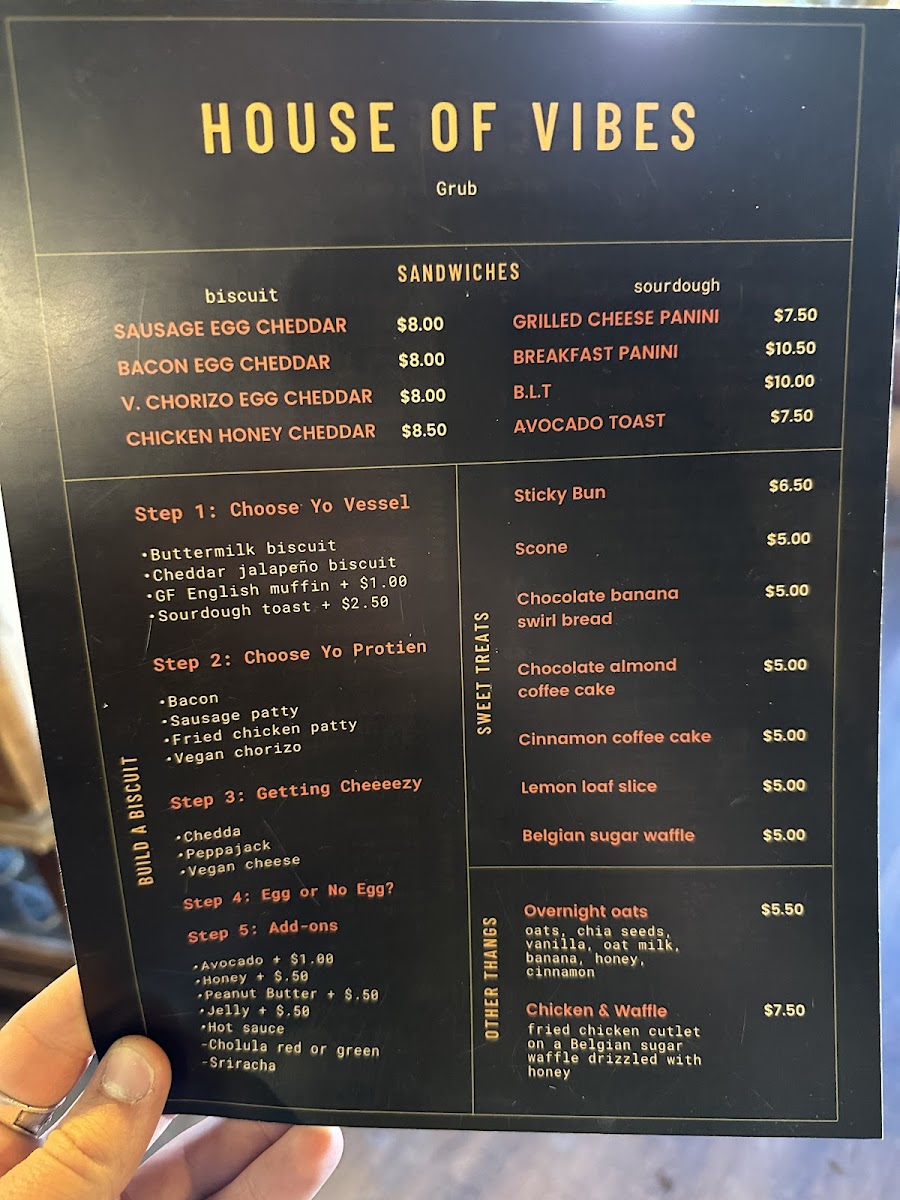 HOUSE OF VIBES
Grub
SANDWICHES
biscuit
SAUSAGE EGG CHEDDAR $8.00
BACON EGG CHEDDAR $8.00
V. CHORIZO EGG CHEDDAR $8.00
CHICKEN HONEY CHEDDAR $8.50
sourdough
GRILLED CHEESE PANINI $7.50
BREAKFAST PANINI $10.50
B.L.T $10.00
AVOCADO TOAST $7.50
BUILD A BISCUIT
Step 1: Choose Yo Vessel
•Buttermilk biscuit
•Cheddar jalapeño biscuit
•GF English muffin + $1.00
•Sourdough toast + $2.50
Step 2: Choose Yo Protien
•Bacon
•Sausage patty
•Fried chicken patty
•Vegan chorizo
Step 3: Getting Cheeeezy
•Chedda
•Peppajack
•Vegan cheese
Step 4: Egg or No Egg?
Step 5: Add-ons
•Avocado + $1.00
•Honey + $.50
•Peanut Butter + $.50
•Jelly + $.50
•Hot sauce
-Cholula red or green
-Sriracha
SWEET TREATS
Sticky Bun $6.50
Scone $5.00
Chocolate banana $5.00
swirl bread
Chocolate almond $5.00
coffee cake
Cinnamon coffee cake $5.00
Lemon loaf slice $5.00
Belgian sugar waffle $5.00
OTHER THANGS
Overnight oats $5.50
oats, chia seeds,
vanilla, oat milk,
banana, honey,
cinnamon
Chicken & Waffle $7.50
fried chicken cutlet
on a Belgian sugar
waffle drizzled with
honey